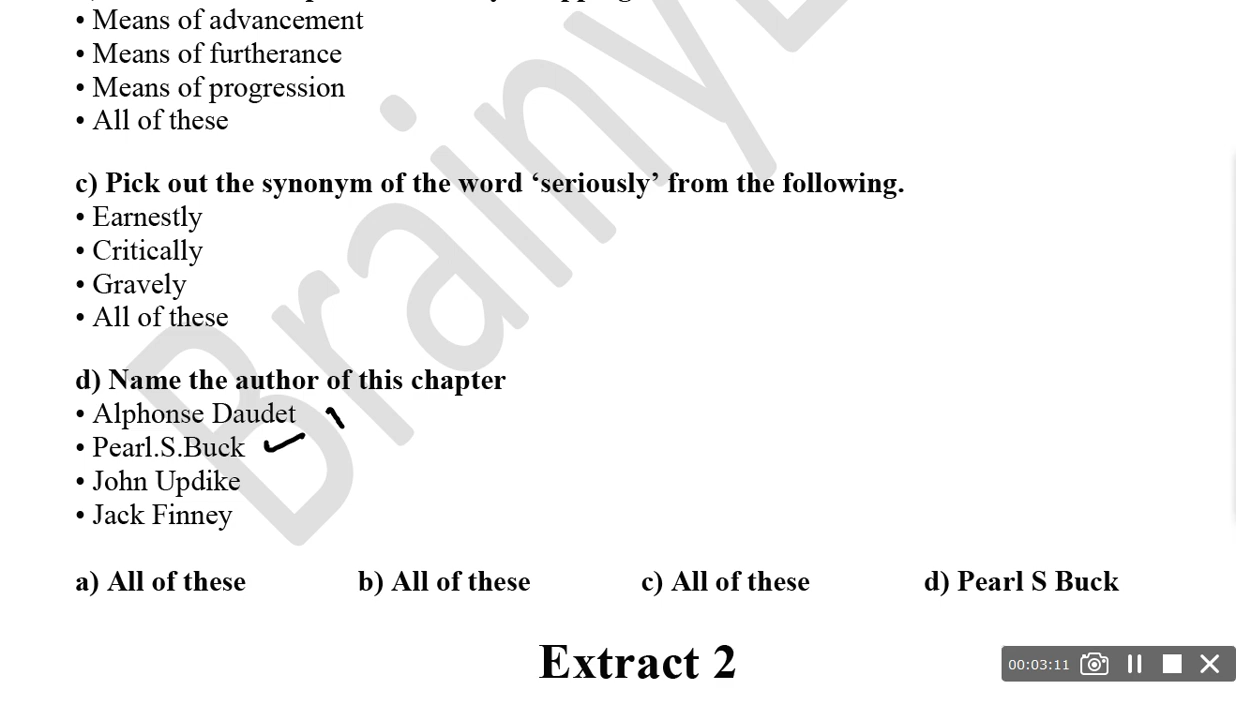 • Means of advancement
• Means of furtherance
• Means of progression
• All of these
c) Pick out the synonym of the word ‘seriously’ from the following.
• Earnestly
• Critically
• Gravely
• All of these
d) Name the author of this chapter
• Alphonse Daudet
• Pearl.S.Buck
• John Updike
• Jack Finney
a) All of these b) All of these c) All of these d) Pearl S Buck
Extract 2
00:03:11
Brainy